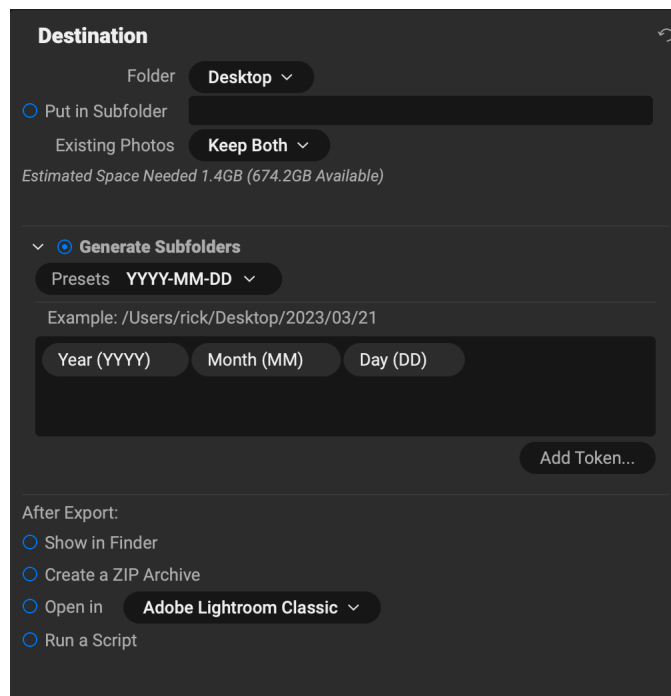 Destination
Folder Desktop
Put in Subfolder
Existing Photos Keep Both
Estimated Space Needed 1.4GB (674.2GB Available)
Generate Subfolders
Presets YYYY-MM-DD
Example: /Users/rick/Desktop/2023/03/21
Year (YYYY) Month (MM) Day (DD)
Add Token...
After Export:
Show in Finder
Create a ZIP Archive
Open in Adobe Lightroom Classic
Run a Script